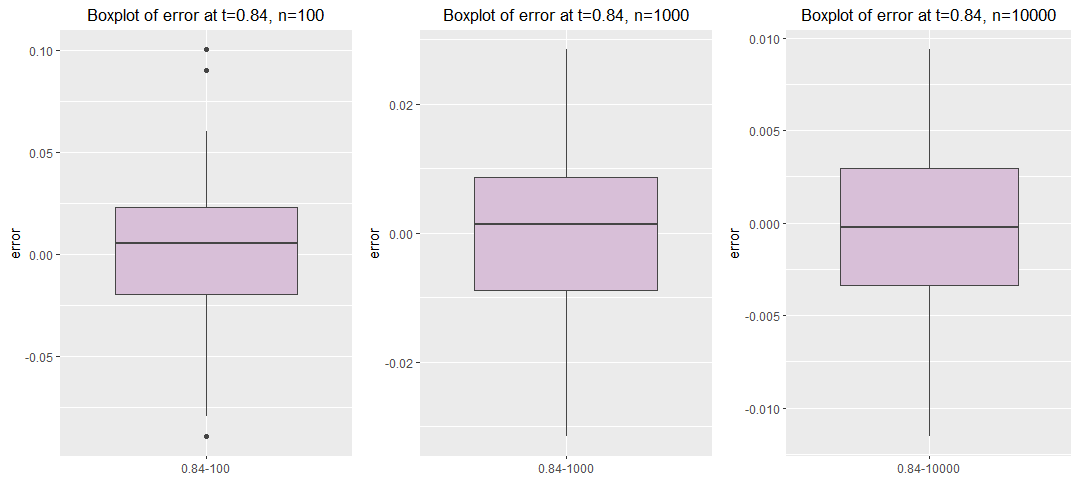 Boxplot of error at t=0.84, n=100
0.10
0.05
0.00
-0.05
error
0.84-100
Boxplot of error at t=0.84, n=1000
0.02
0.00
-0.02
error
0.84-1000
Boxplot of error at t=0.84, n=10000
0.010
0.005
0.000
-0.005
-0.010
error
0.84-10000